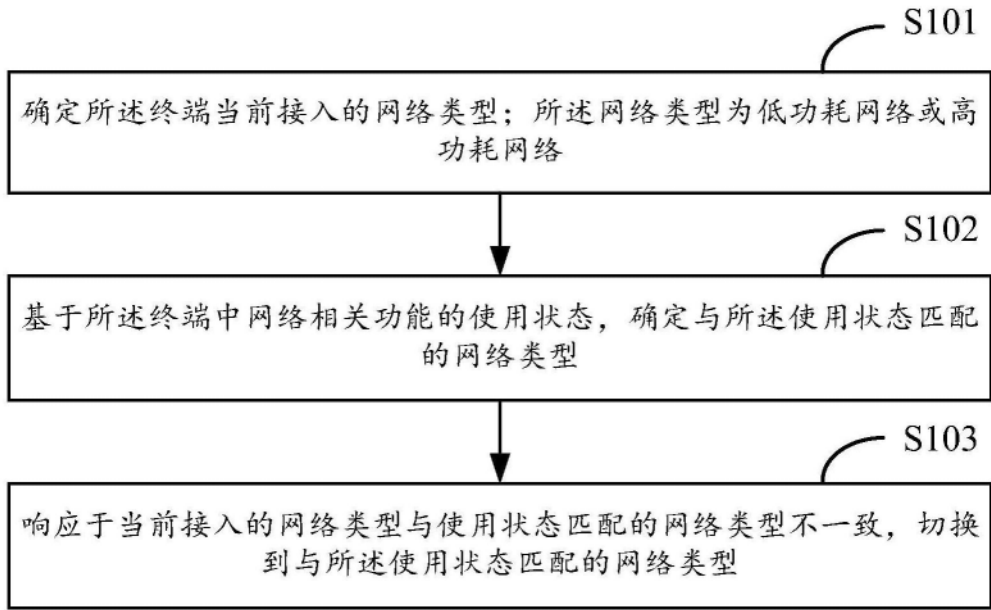 S101
确定所述终端当前接入的网络类型；所述网络类型为低功耗网络或高
功耗网络
S102
基于所述终端中网络相关功能的使用状态，确定与所述使用状态匹配
的网络类型
S103
响应于当前接入的网络类型与使用状态匹配的网络类型不一致，切换
到与所述使用状态匹配的网络类型